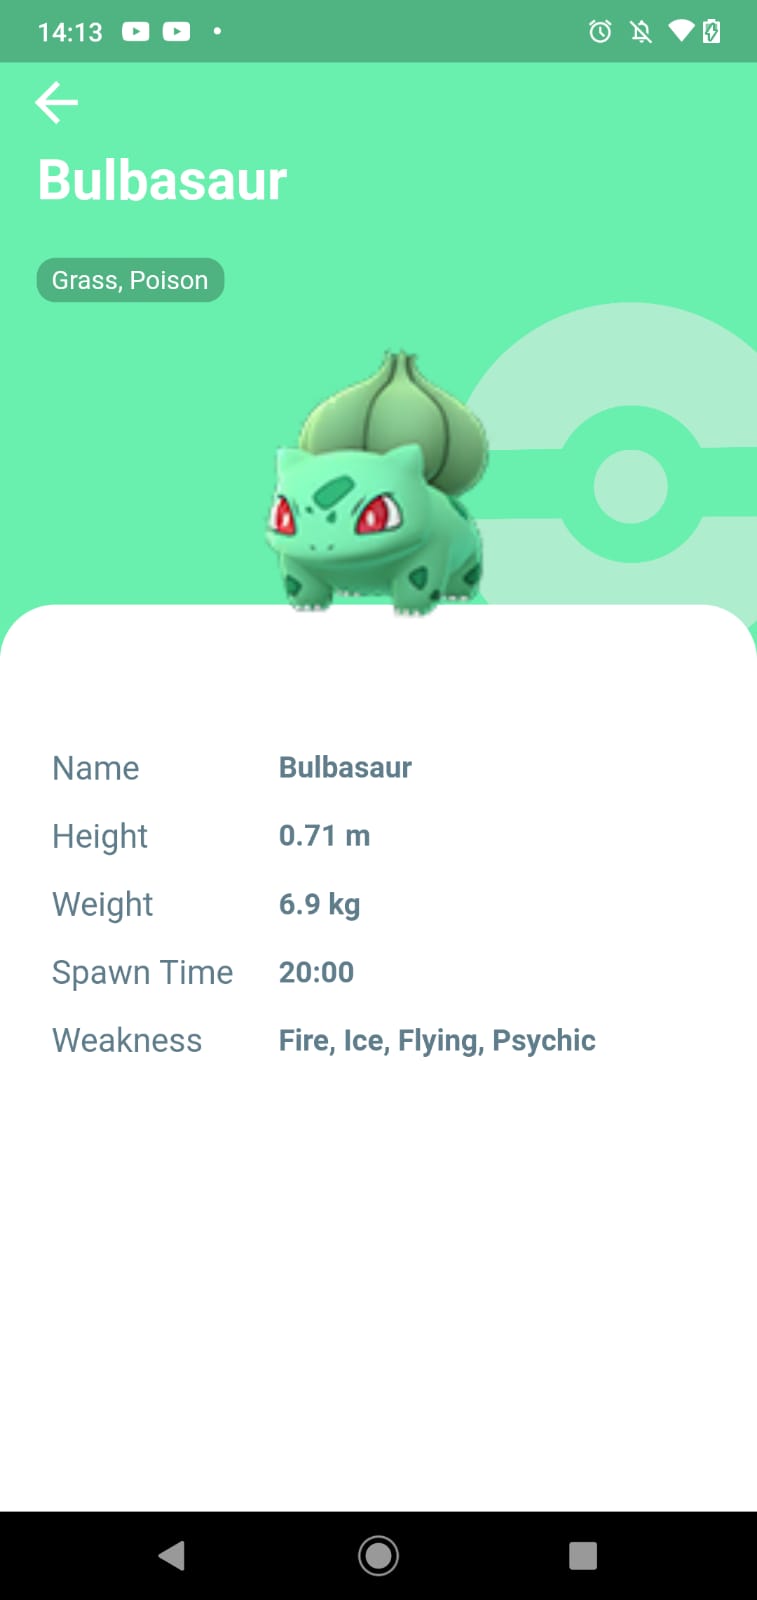 14:13
Bulbasaur
Grass, Poison
Name Bulbasaur
Height 0.71 m
Weight 6.9 kg
Spawn Time 20:00
Weakness Fire, Ice, Flying, Psychic